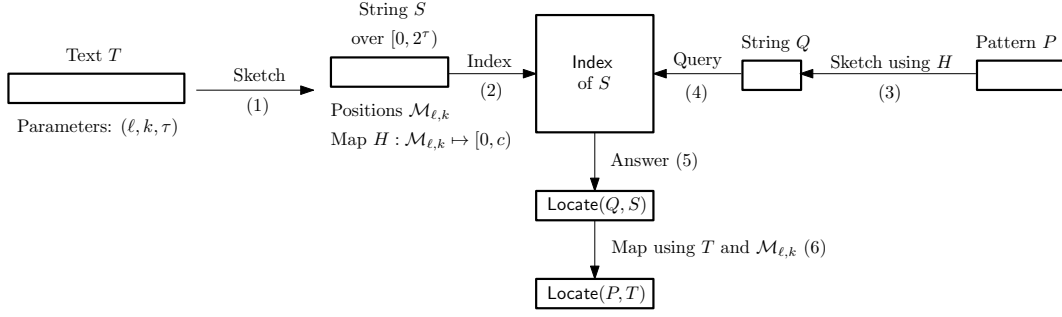 Text T
Parameters: (ℓ, k, τ)
Sketch
(1)
String S
over [0, 2^τ)
Positions M_{ℓ,k}
Map H : M_{ℓ,k} ↦ [0, c)
Index
(2)
Index
of S
Query
(4)
String Q
Sketch using H
(3)
Pattern P
Answer (5)
Locate(Q, S)
Map using T and M_{ℓ,k} (6)
Locate(P, T)